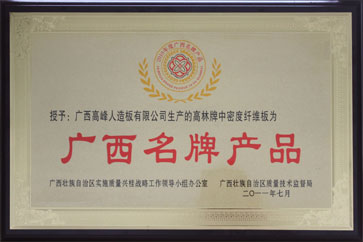 授予：广西高峰人造板有限公司生产的高林牌中密度纤维板为
广西名牌产品
广西壮族自治区实施质量兴桂战略工作领导小组办公室 广西壮族自治区质量技术监督局
二〇一一年七月